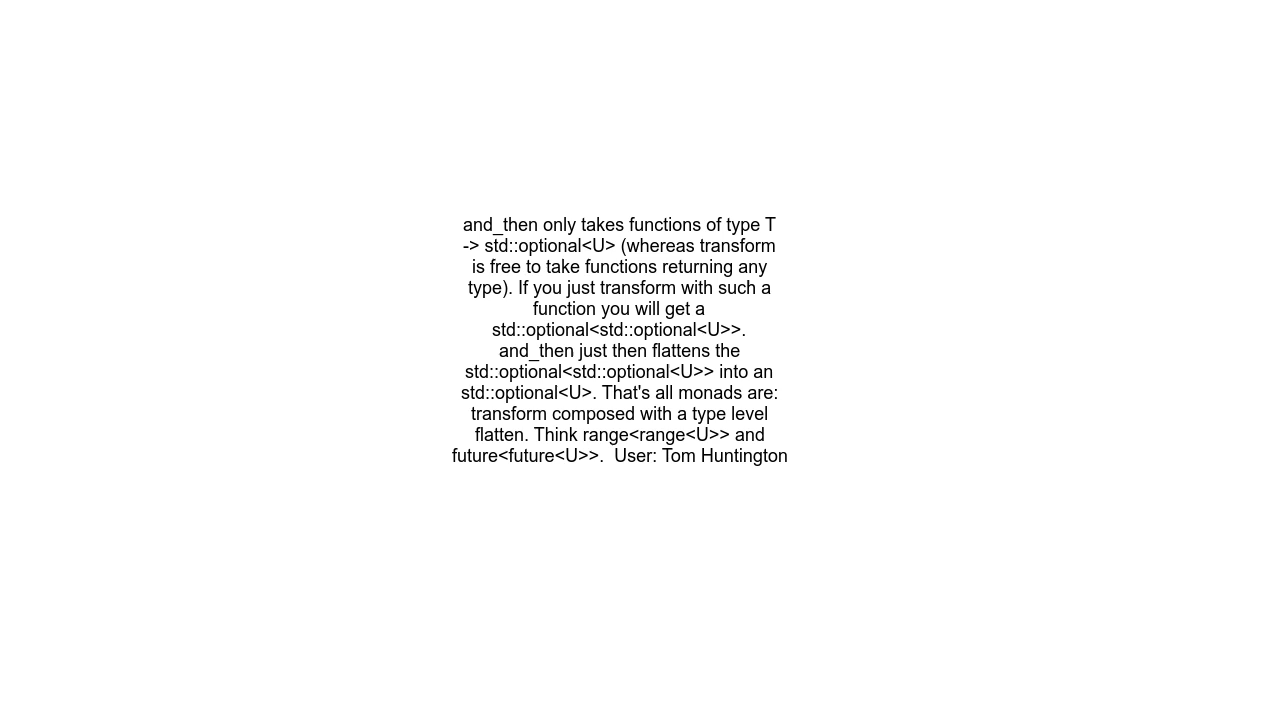 and_then only takes functions of type T
-> std::optional<U> (whereas transform
is free to take functions returning any
type). If you just transform with such a
function you will get a
std::optional<std::optional<U>>.
and_then just then flattens the
std::optional<std::optional<U>> into an
std::optional<U>. That's all monads are:
transform composed with a type level
flatten. Think range<range<U>> and
future<future<U>>.  User: Tom Huntington